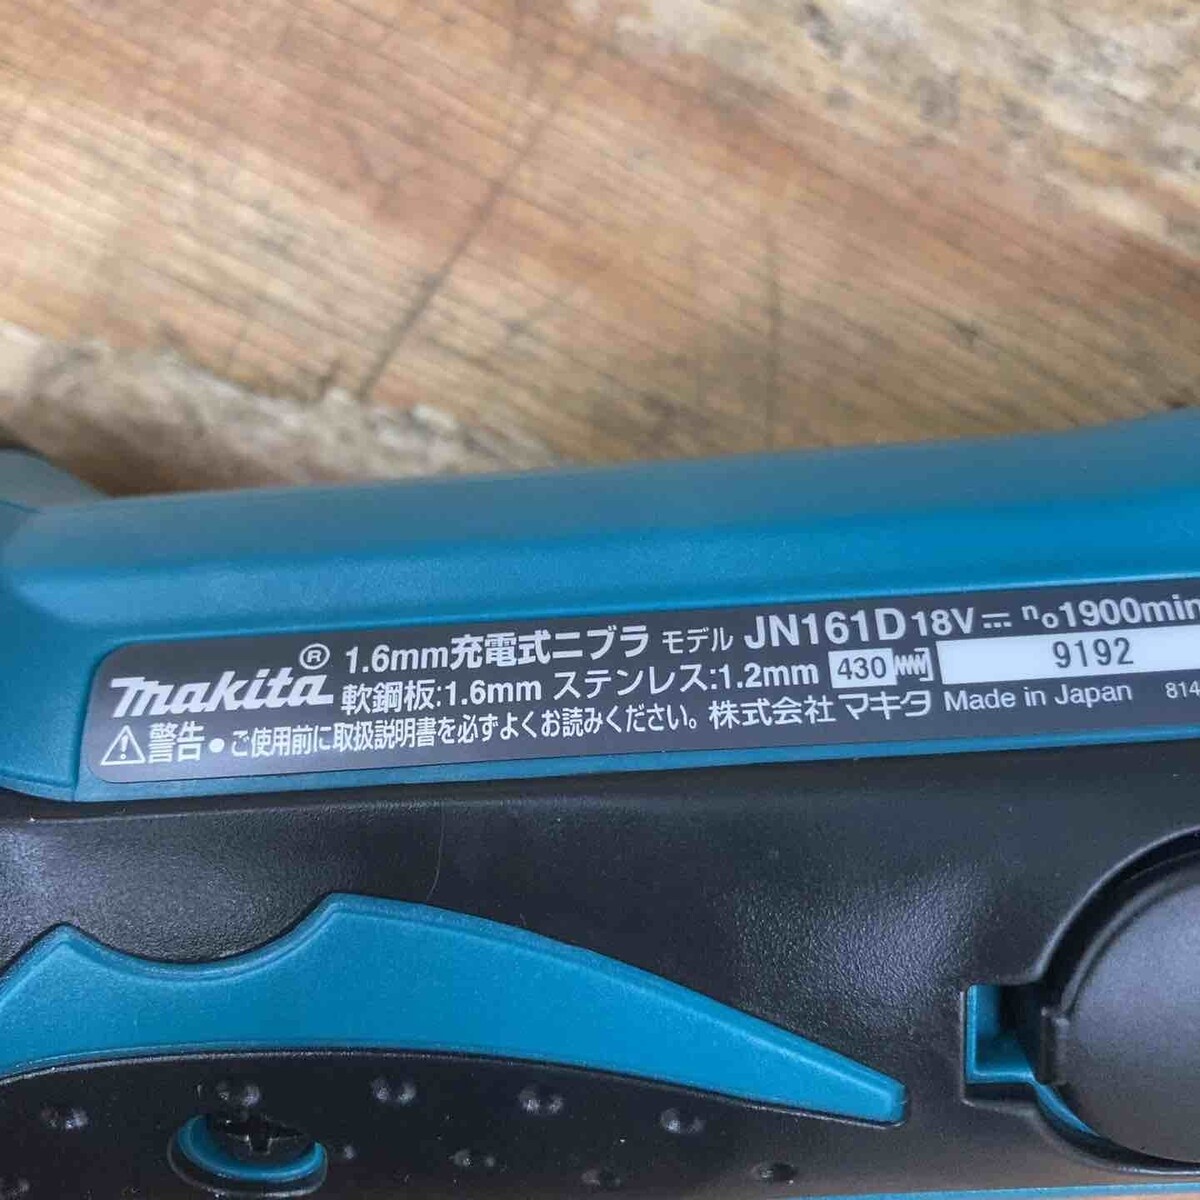 makita® 1.6mm充電式ニブラ モデル JN161D 18V⎓ n₀1900min
軟鋼板:1.6mm ステンレス:1.2mm 430 9192
⚠警告 ● ご使用前に取扱説明書を必ずよくお読みください。 株式会社 マキタ Made in Japan 814